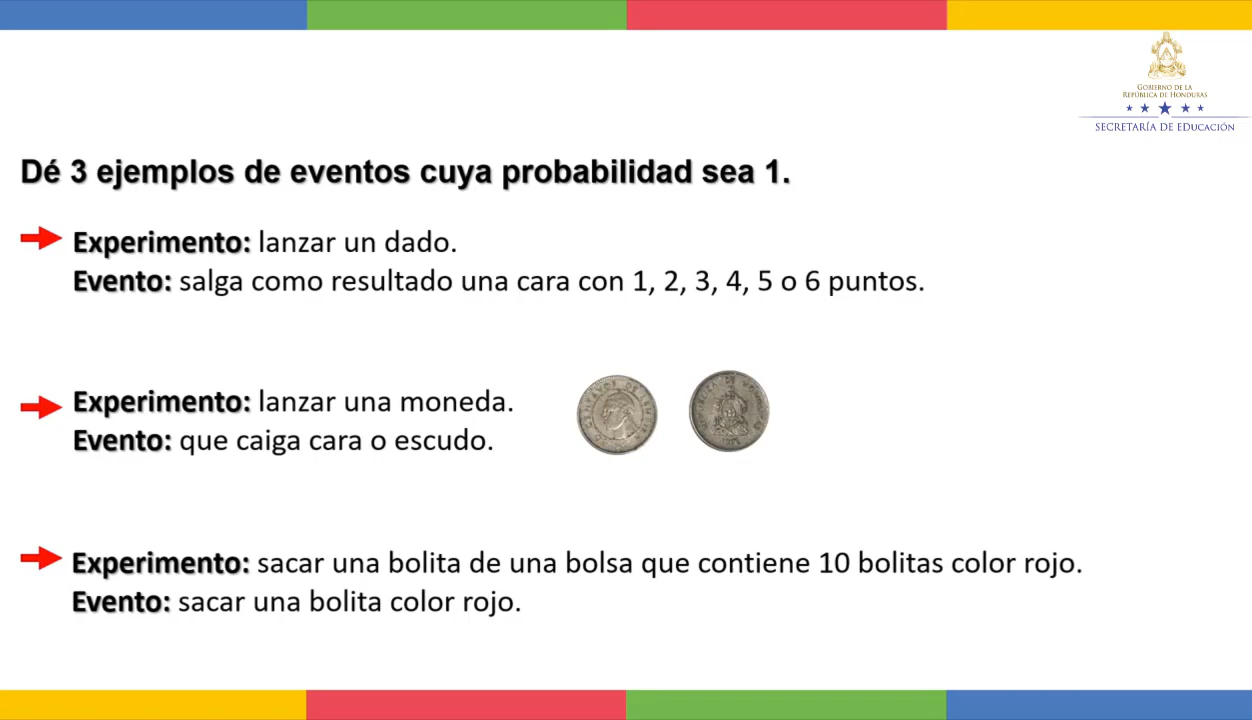 GOBIERNO DE LA
REPÚBLICA DE HONDURAS
SECRETARÍA DE EDUCACIÓN
Dé 3 ejemplos de eventos cuya probabilidad sea 1.
Experimento: lanzar un dado.
Evento: salga como resultado una cara con 1, 2, 3, 4, 5 o 6 puntos.
Experimento: lanzar una moneda.
Evento: que caiga cara o escudo.
Experimento: sacar una bolita de una bolsa que contiene 10 bolitas color rojo.
Evento: sacar una bolita color rojo.